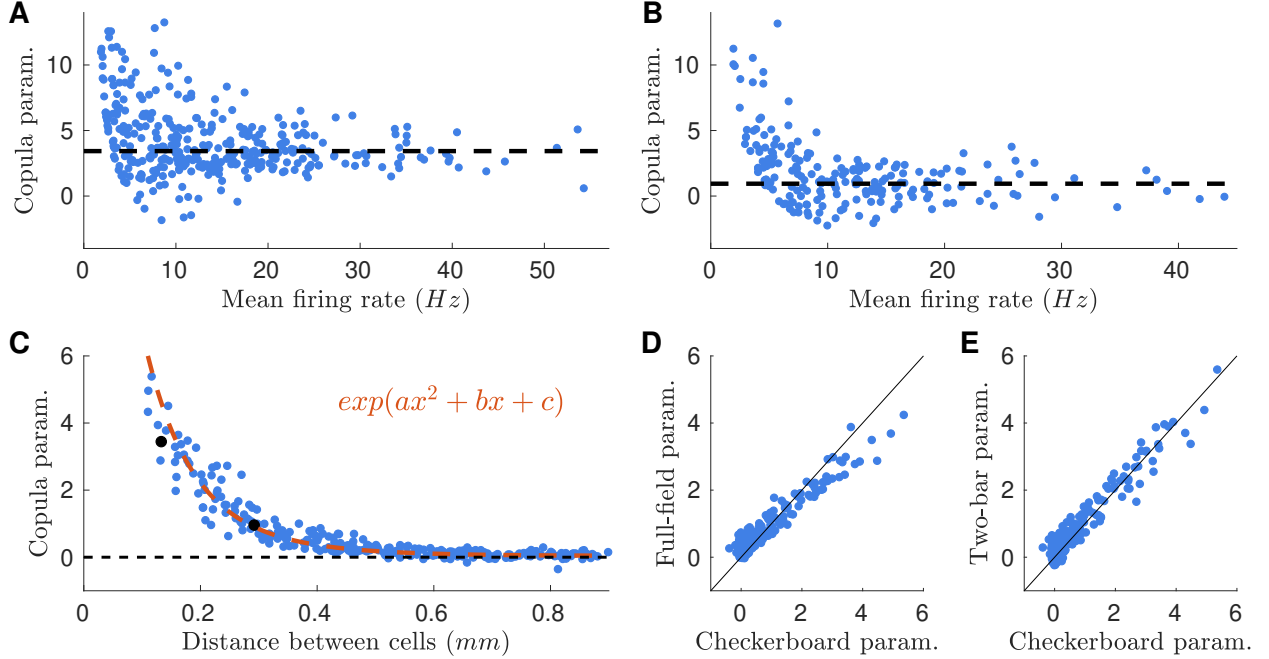 A
Copula param.
10
5
0
0 10 20 30 40 50
Mean firing rate (Hz)
B
Copula param.
10
5
0
0 10 20 30 40
Mean firing rate (Hz)
C
Copula param.
6
4
2
0
exp(ax² + bx + c)
0 0.2 0.4 0.6 0.8
Distance between cells (mm)
D
Full-field param.
6
4
2
0
0 2 4 6
Checkerboard param.
E
Two-bar param.
6
4
2
0
0 2 4 6
Checkerboard param.